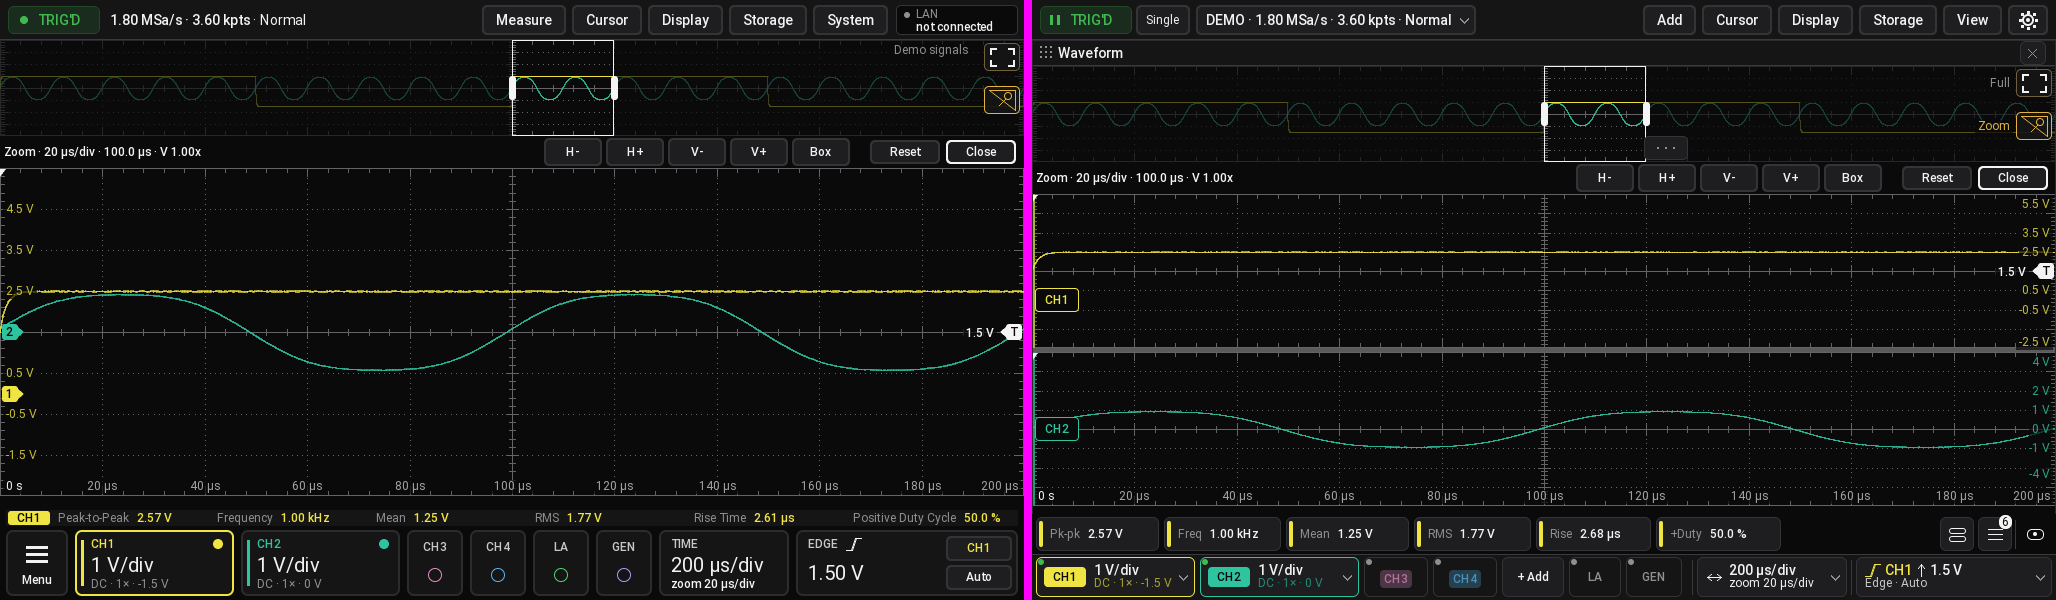 TRIG'D 1.80 MSa/s · 3.60 kpts · Normal Measure Cursor Display Storage System LAN
not connected
Demo signals
Zoom · 20 µs/div · 100.0 µs · V 1.00x H- H+ V- V+ Box Reset Close
4.5 V
3.5 V
2.5 V
2
1.5 V T
0.5 V
1
-0.5 V
-1.5 V
0 s 20 µs 40 µs 60 µs 80 µs 100 µs 120 µs 140 µs 160 µs 180 µs 200 µs
CH1 Peak-to-Peak 2.57 V Frequency 1.00 kHz Mean 1.25 V RMS 1.77 V Rise Time 2.61 µs Positive Duty Cycle 50.0 %
Menu
CH1
1 V/div
DC · 1× · -1.5 V
CH2
1 V/div
DC · 1× · 0 V
CH3 CH4 LA GEN
TIME
200 µs/div
zoom 20 µs/div
EDGE
1.50 V
CH1
Auto
TRIG'D Single DEMO · 1.80 MSa/s · 3.60 kpts · Normal Add Cursor Display Storage View
Waveform
Full
Zoom
...
Zoom · 20 µs/div · 100.0 µs · V 1.00x H- H+ V- V+ Box Reset Close
5.5 V
3.5 V
2.5 V
1.5 V T
0.5 V
CH1
-0.5 V
-2.5 V
4 V
2 V
1 V
CH2 0 V
-1 V
-4 V
0 s 20 µs 40 µs 60 µs 80 µs 100 µs 120 µs 140 µs 160 µs 180 µs 200 µs
Pk-pk 2.57 V Freq 1.00 kHz Mean 1.25 V RMS 1.77 V Rise 2.68 µs +Duty 50.0 % 6
CH1 1 V/div
DC · 1× · -1.5 V
CH2 1 V/div
DC · 1× · 0 V
CH3 CH4 + Add LA GEN
200 µs/div
zoom 20 µs/div
CH1 ↑ 1.5 V
Edge · Auto